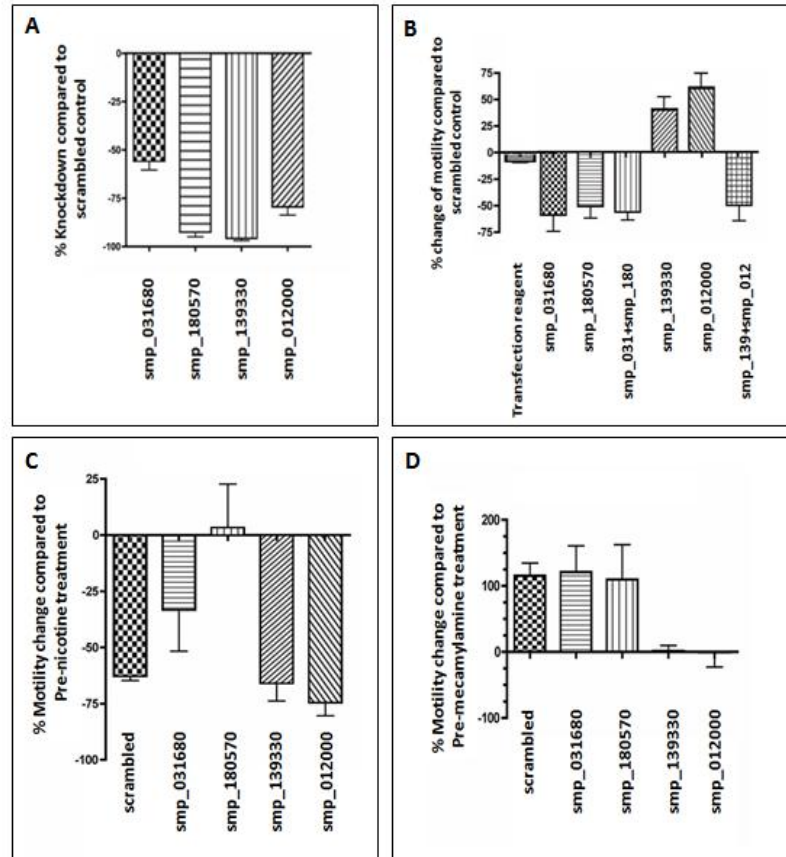 A
% Knockdown compared to
scrambled control
0
-25
-50
-75
-100
smp_031680
smp_180570
smp_139330
smp_012000
B
% change of motility compared to
scrambled control
75
50
25
0
-25
-50
-75
Transfection reagent
smp_031680
smp_180570
smp_031+smp_180
smp_139330
smp_012000
smp_139+smp_012
C
% Motility change compared to
Pre-nicotine treatment
25
0
-25
-50
-75
-100
scrambled
smp_031680
smp_180570
smp_139330
smp_012000
D
% Motility change compared to
Pre-mecamylamine treatment
200
100
0
-100
scrambled
smp_031680
smp_180570
smp_139330
smp_012000